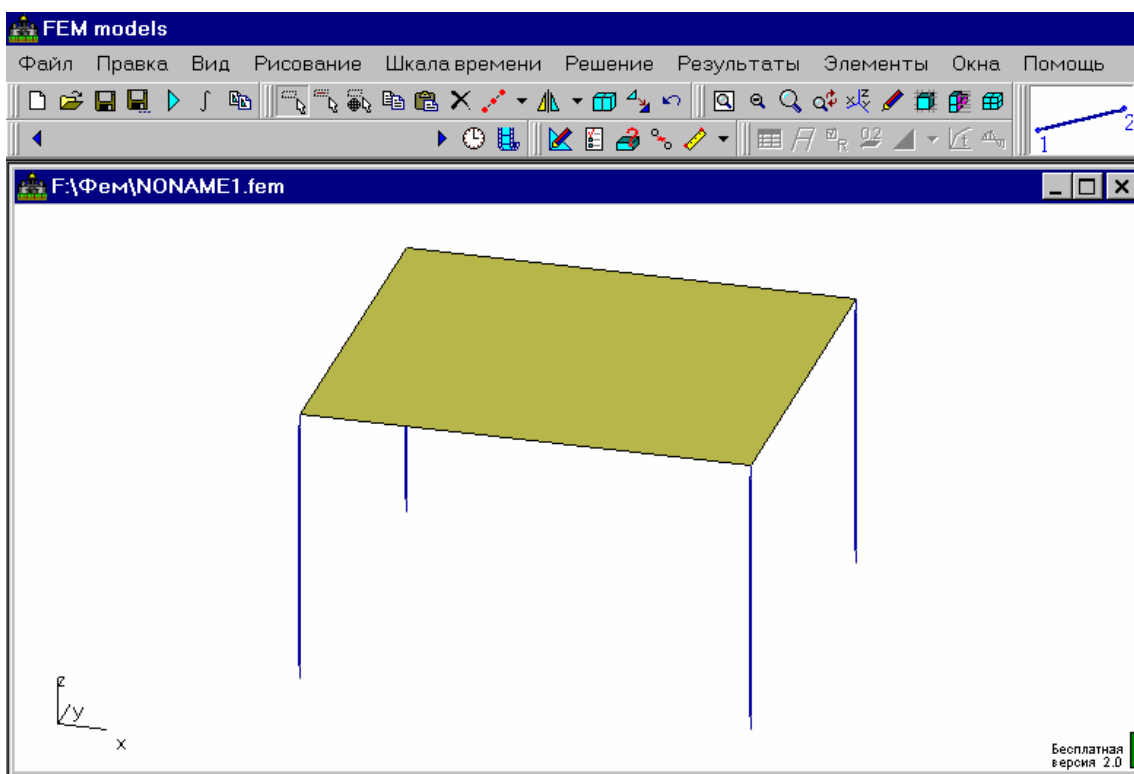 FEM models
Файл Правка Вид Рисование Шкала времени Решение Результаты Элементы Окна Помощь
1 2
F:\Фем\NONAME1.fem
z
y
x
Бесплатная
версия 2.0